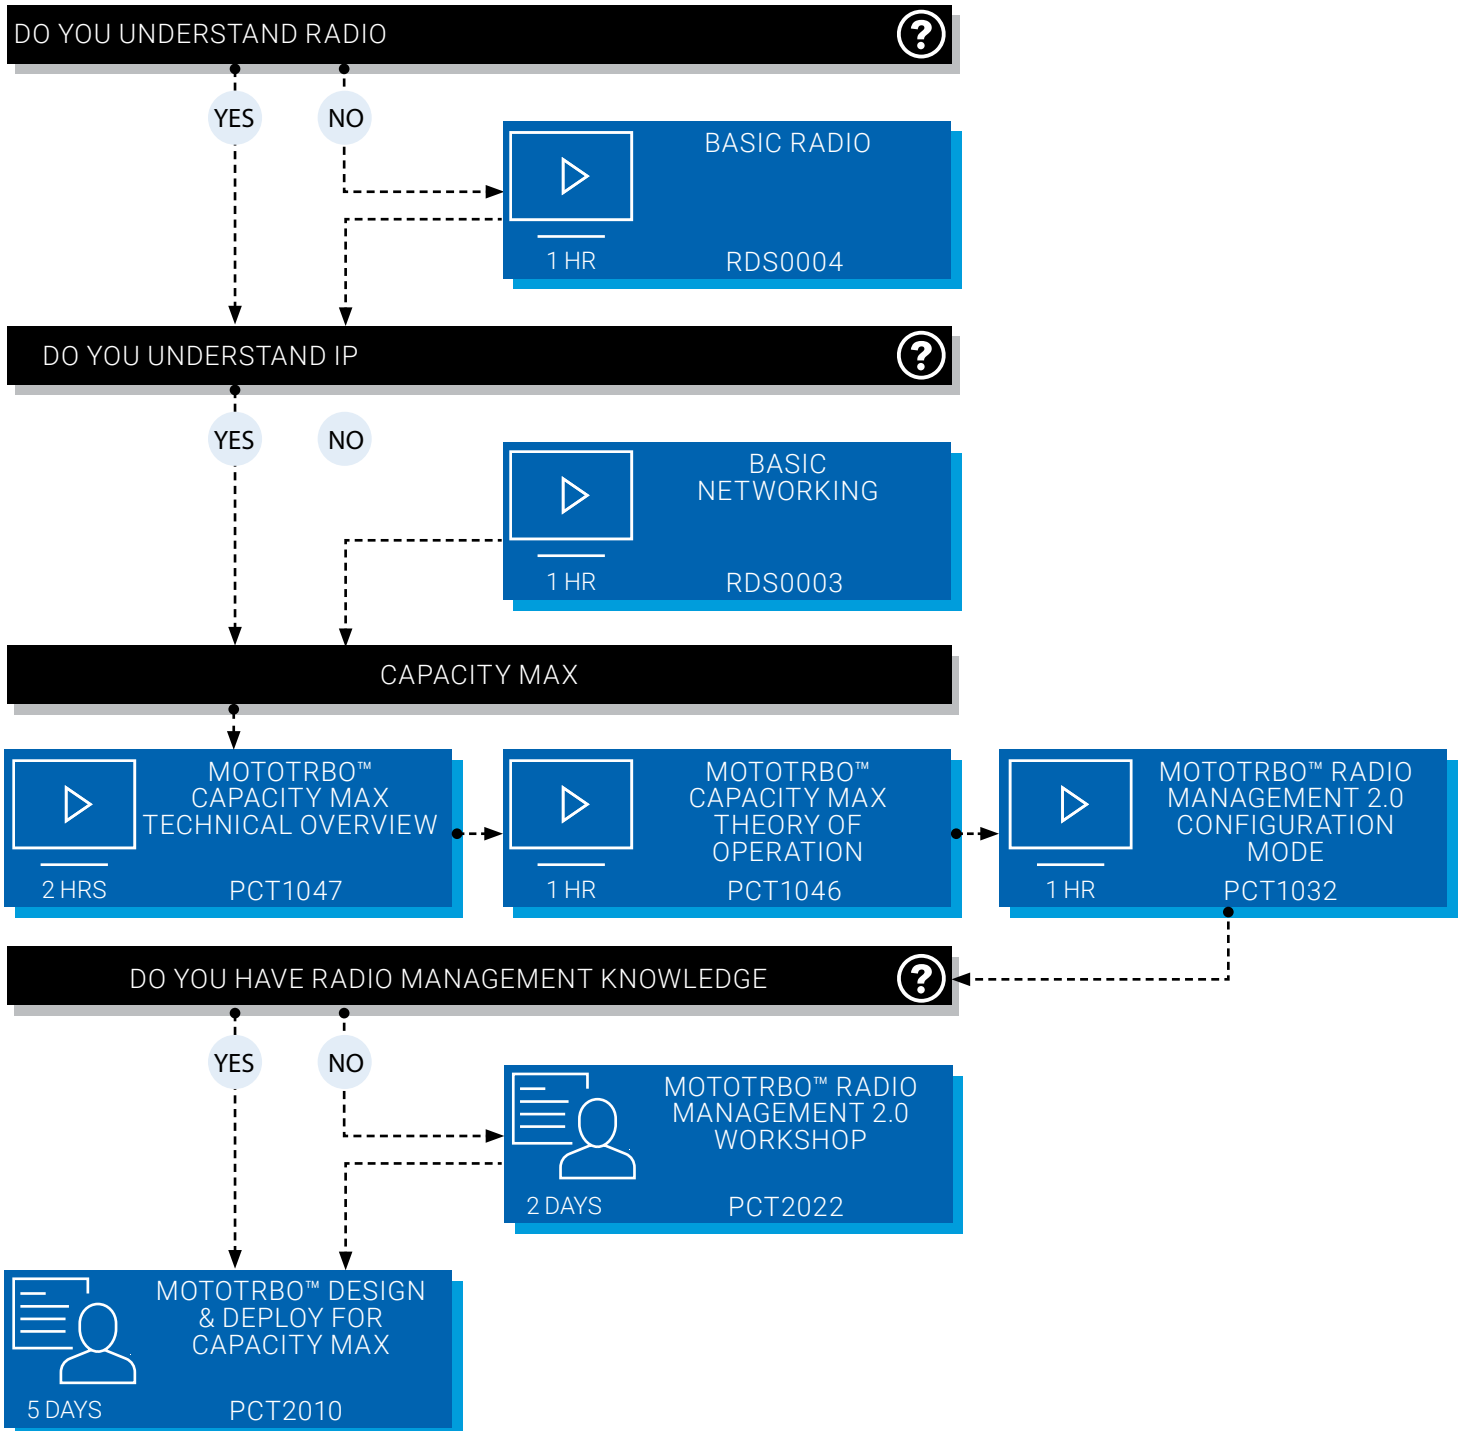 DO YOU UNDERSTAND RADIO
?
YES
NO
BASIC RADIO
1 HR
RDS0004
DO YOU UNDERSTAND IP
?
YES
NO
BASIC
NETWORKING
1 HR
RDS0003
CAPACITY MAX
MOTOTRBO™
CAPACITY MAX
TECHNICAL OVERVIEW
2 HRS
PCT1047
MOTOTRBO™
CAPACITY MAX
THEORY OF
OPERATION
1 HR
PCT1046
MOTOTRBO™ RADIO
MANAGEMENT 2.0
CONFIGURATION
MODE
1 HR
PCT1032
DO YOU HAVE RADIO MANAGEMENT KNOWLEDGE
?
YES
NO
MOTOTRBO™ RADIO
MANAGEMENT 2.0
WORKSHOP
2 DAYS
PCT2022
MOTOTRBO™ DESIGN
& DEPLOY FOR
CAPACITY MAX
5 DAYS
PCT2010